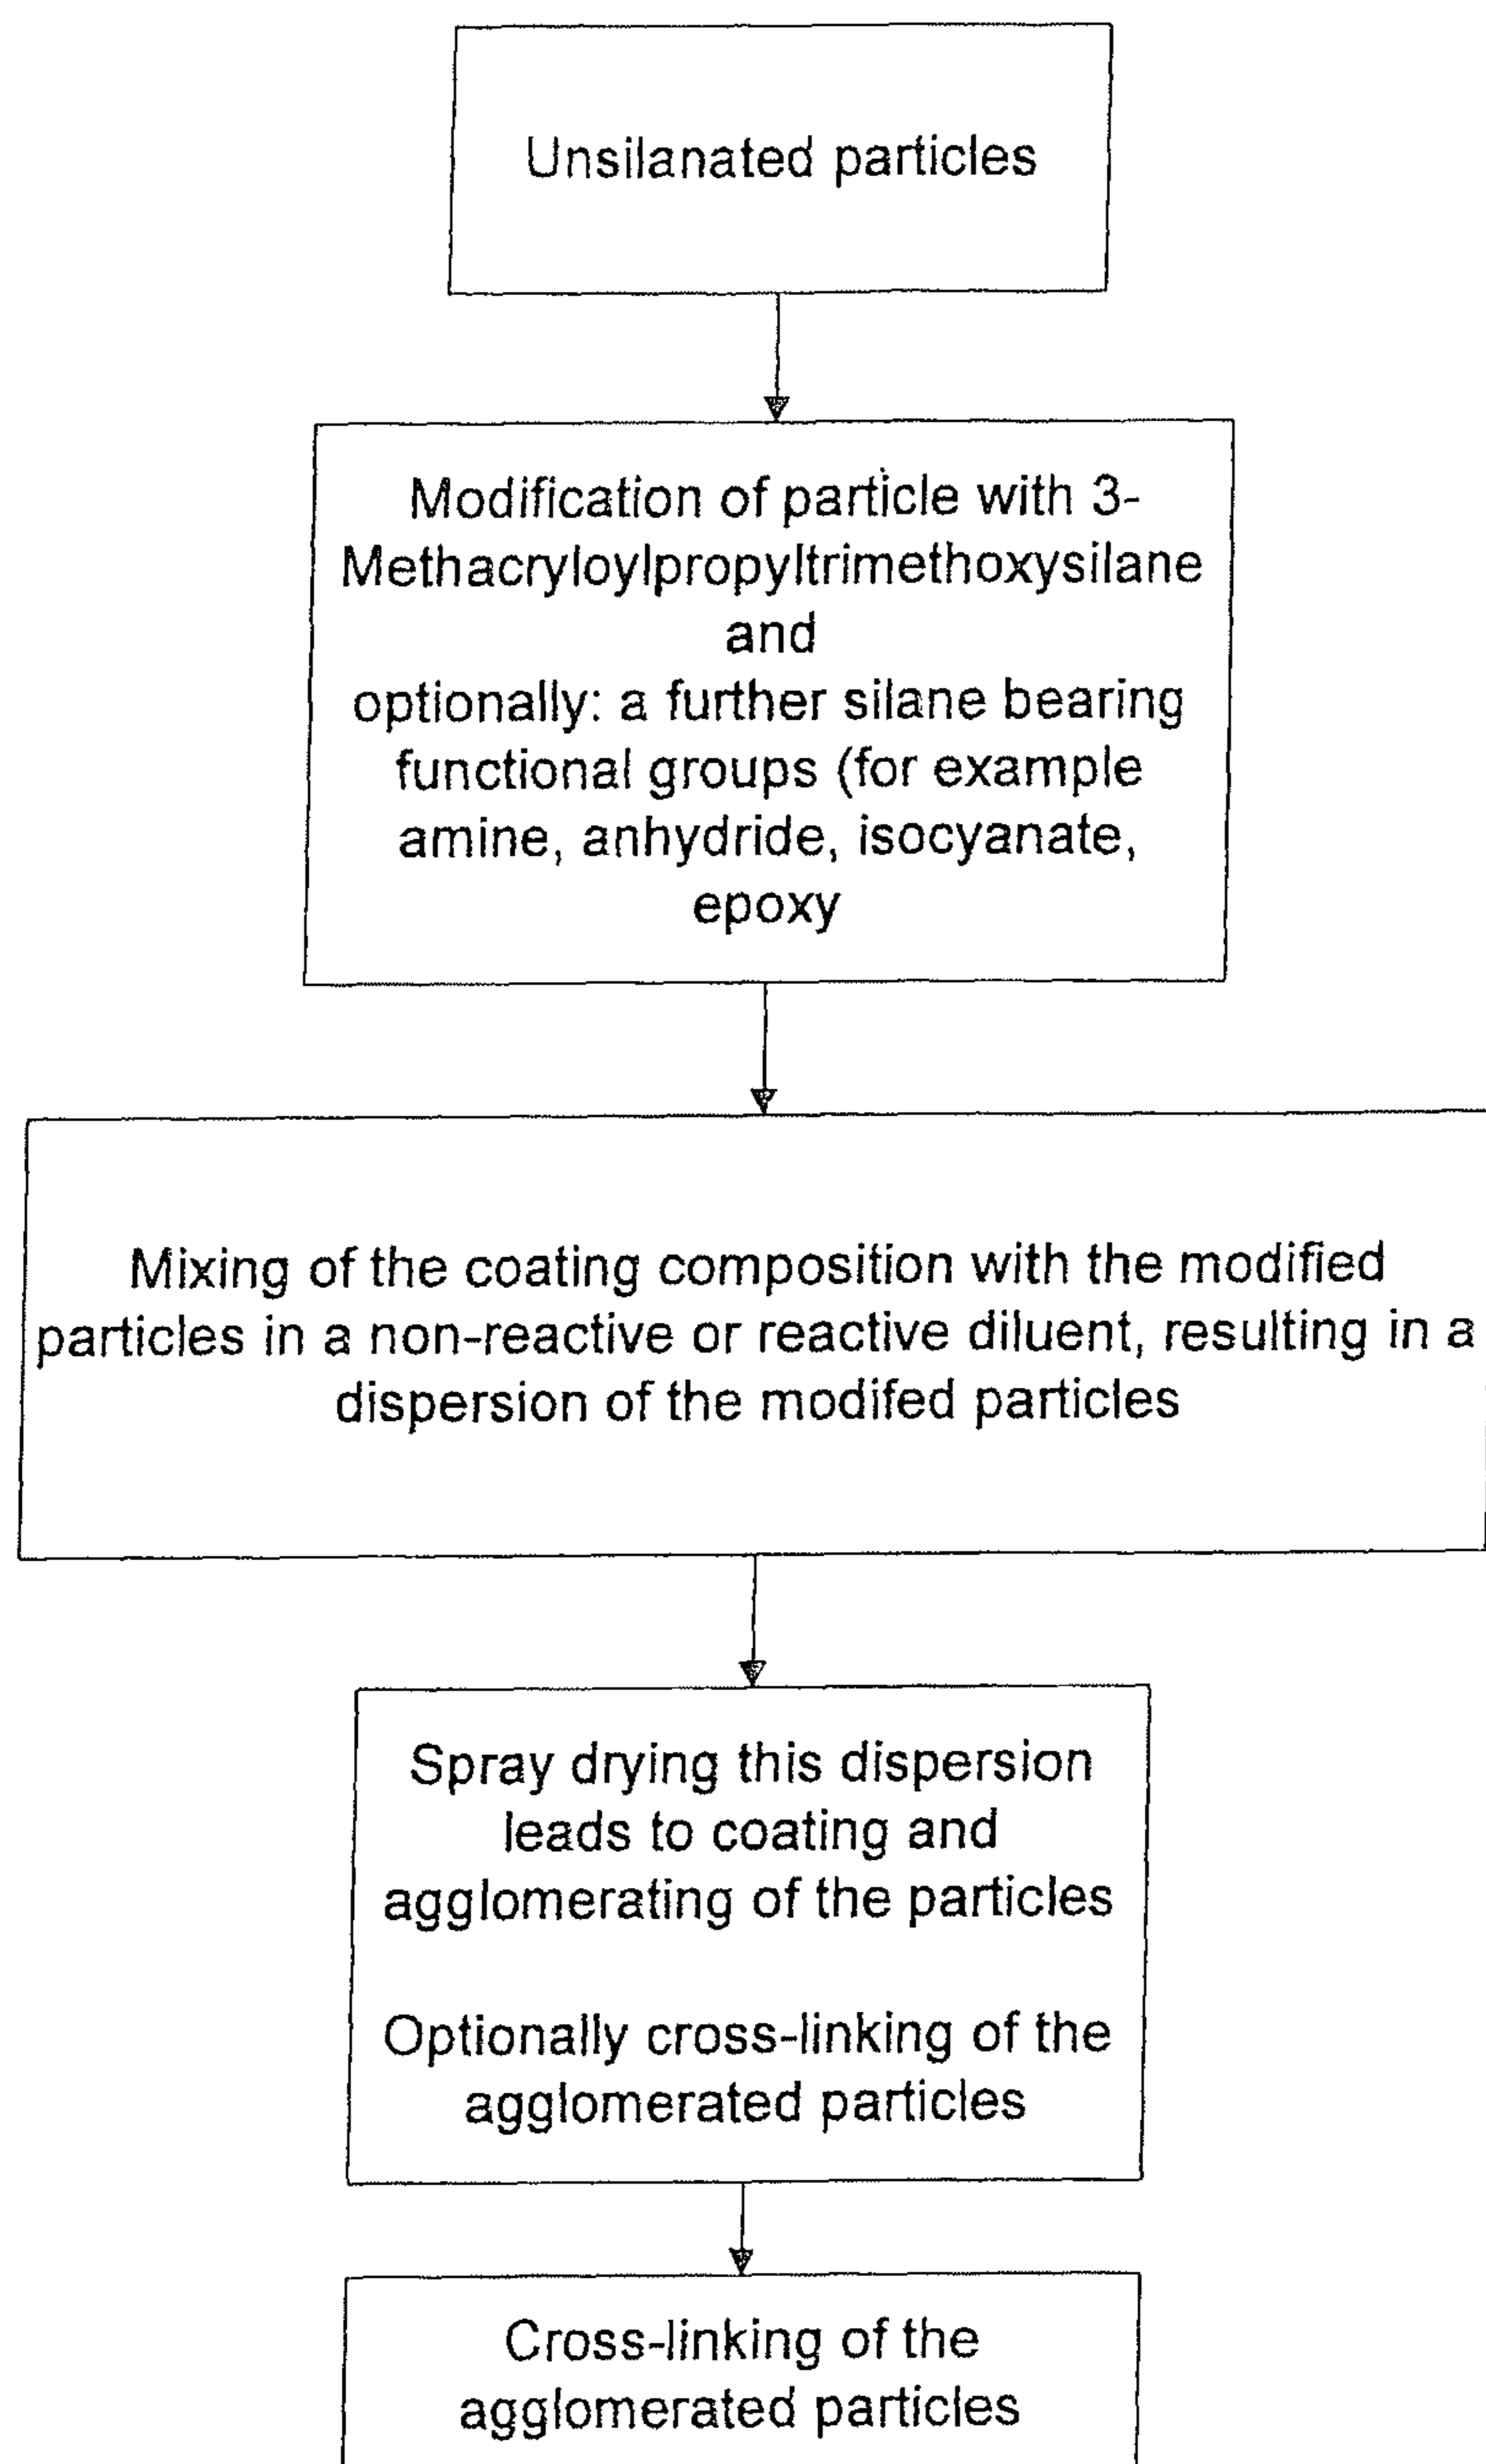 Unsilanated particles
Modification of particle with 3-
Methacryloylpropyltrimethoxysilane
and
optionally: a further silane bearing
functional groups (for example
amine, anhydride, isocyanate,
epoxy
Mixing of the coating composition with the modified
particles in a non-reactive or reactive diluent, resulting in a
dispersion of the modifed particles
Spray drying this dispersion
leads to coating and
agglomerating of the particles
Optionally cross-linking of the
agglomerated particles
Cross-linking of the
agglomerated particles